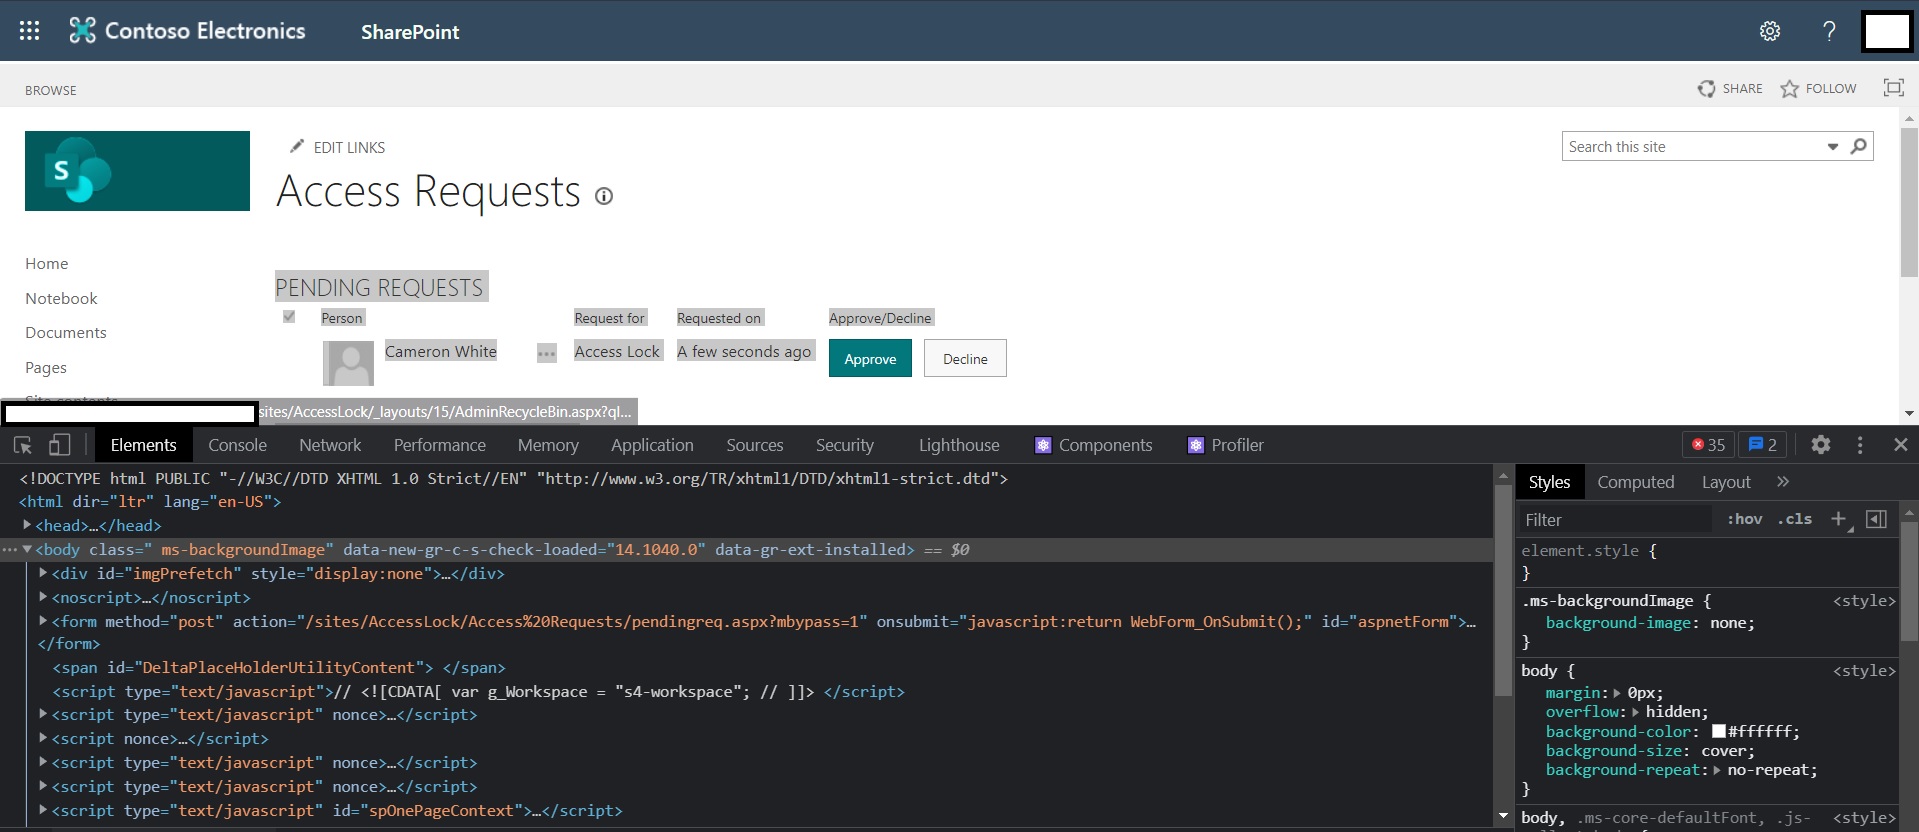 Contoso Electronics SharePoint ?
BROWSE SHARE FOLLOW
S
EDIT LINKS
Search this site
Access Requests
Home
Notebook
Documents
Pages
PENDING REQUESTS
Person Request for Requested on Approve/Decline
Cameron White ... Access Lock A few seconds ago Approve Decline
sites/AccessLock/_layouts/15/AdminRecycleBin.aspx?ql...
Elements Console Network Performance Memory Application Sources Security Lighthouse Components Profiler 35 2
<!DOCTYPE html PUBLIC "-//W3C//DTD XHTML 1.0 Strict//EN" "http://www.w3.org/TR/xhtml1/DTD/xhtml1-strict.dtd">
<html dir="ltr" lang="en-US">
<head>…</head>
<body class=" ms-backgroundImage" data-new-gr-c-s-check-loaded="14.1040.0" data-gr-ext-installed> == $0
<div id="imgPrefetch" style="display:none">…</div>
<noscript>…</noscript>
<form method="post" action="/sites/AccessLock/Access%20Requests/pendingreq.aspx?mbypass=1" onsubmit="javascript:return WebForm_OnSubmit();" id="aspnetForm">…
</form>
<span id="DeltaPlaceHolderUtilityContent"> </span>
<script type="text/javascript">// <![CDATA[ var g_Workspace = "s4-workspace"; // ]]> </script>
<script type="text/javascript" nonce>…</script>
<script nonce>…</script>
<script type="text/javascript" nonce>…</script>
<script type="text/javascript" nonce>…</script>
<script type="text/javascript" id="spOnePageContext">…</script>
Styles Computed Layout »
Filter :hov .cls +
element.style {
}
.ms-backgroundImage { <style>
background-image: none;
}
body { <style>
margin: 0px;
overflow: hidden;
background-color: #ffffff;
background-size: cover;
background-repeat: no-repeat;
}
body, .ms-core-defaultFont, .js- <style>